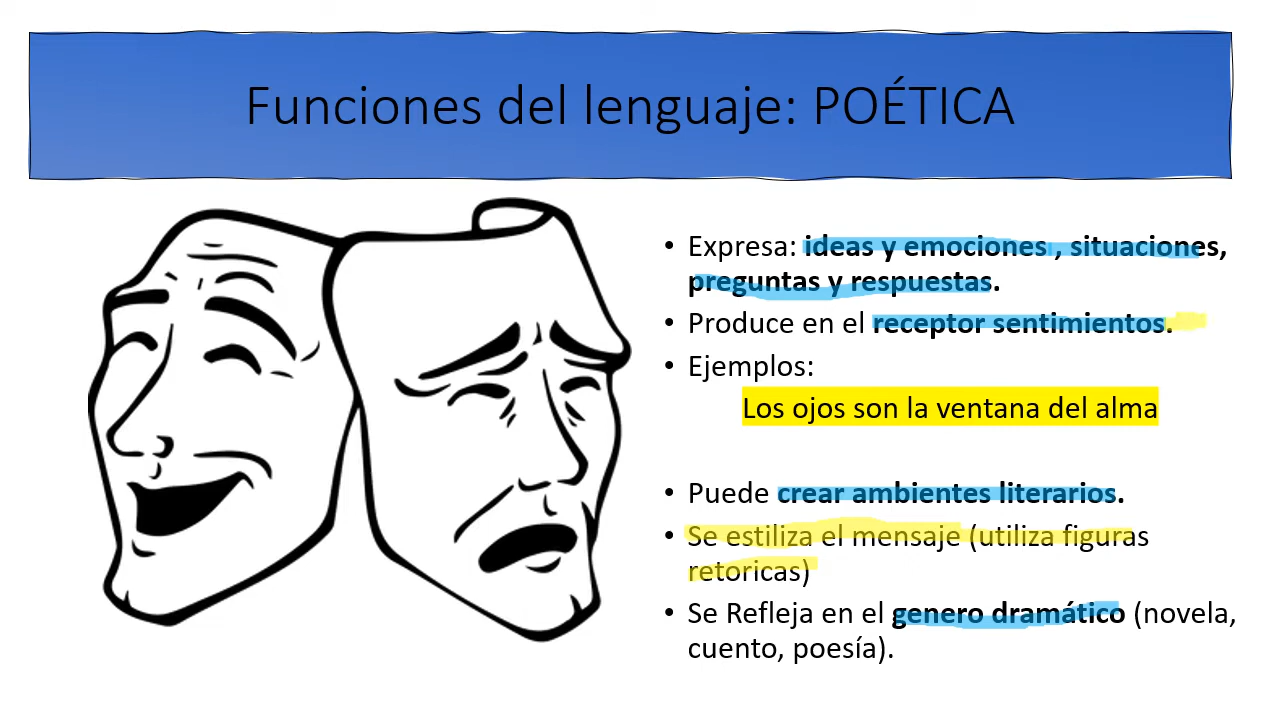 Funciones del lenguaje: POÉTICA
• Expresa: ideas y emociones , situaciones,
preguntas y respuestas.
• Produce en el receptor sentimientos.
• Ejemplos:
Los ojos son la ventana del alma
• Puede crear ambientes literarios.
• Se estiliza el mensaje (utiliza figuras
retoricas)
• Se Refleja en el genero dramático (novela,
cuento, poesía).